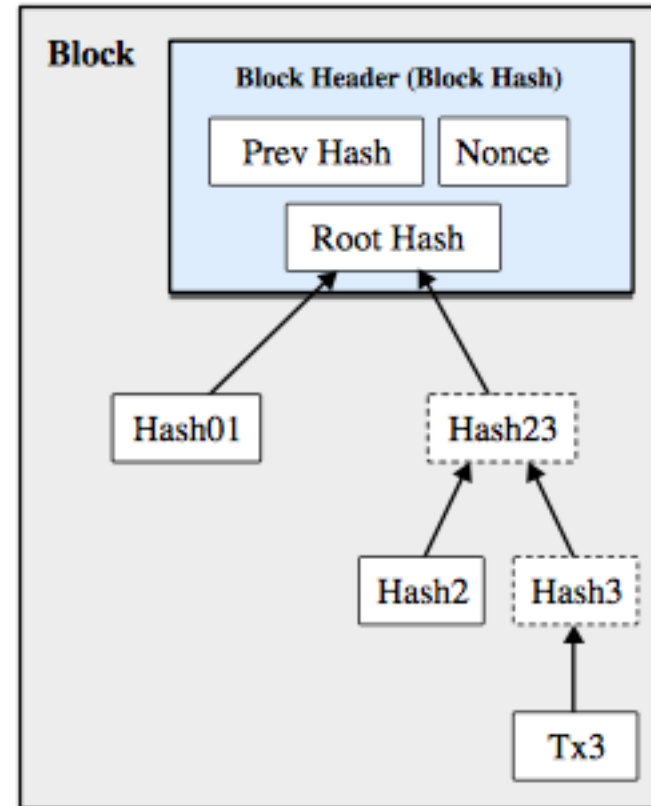 Block
Block Header (Block Hash)
Prev Hash
Nonce
Root Hash
Hash01
Hash23
Hash2
Hash3
Tx3